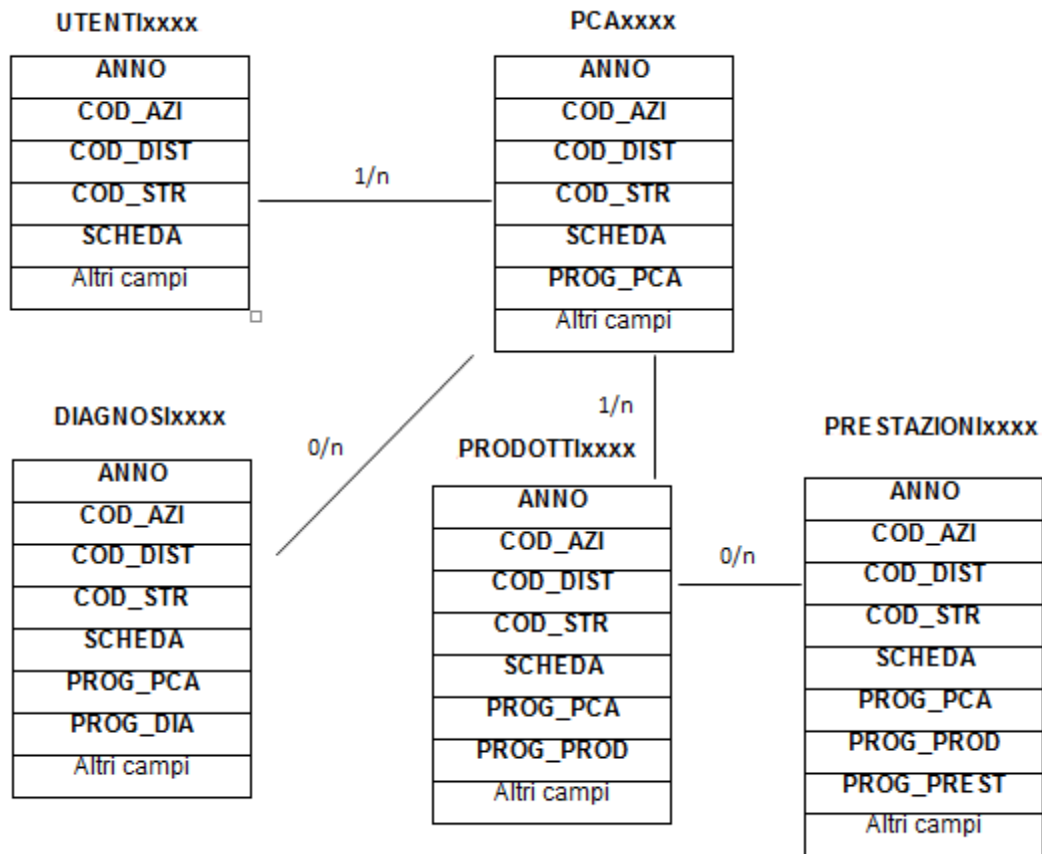 UTENTIxxxx
ANNO
COD_AZI
COD_DIST
COD_STR
SCHEDA
Altri campi
1/n
PCAxxxx
ANNO
COD_AZI
COD_DIST
COD_STR
SCHEDA
PROG_PCA
Altri campi
0/n
1/n
DIAGNOSIxxxx
ANNO
COD_AZI
COD_DIST
COD_STR
SCHEDA
PROG_PCA
PROG_DIA
Altri campi
PRODOTTIxxxx
ANNO
COD_AZI
COD_DIST
COD_STR
SCHEDA
PROG_PCA
PROG_PROD
Altri campi
0/n
PRESTAZIONIxxxx
ANNO
COD_AZI
COD_DIST
COD_STR
SCHEDA
PROG_PCA
PROG_PROD
PROG_PREST
Altri campi